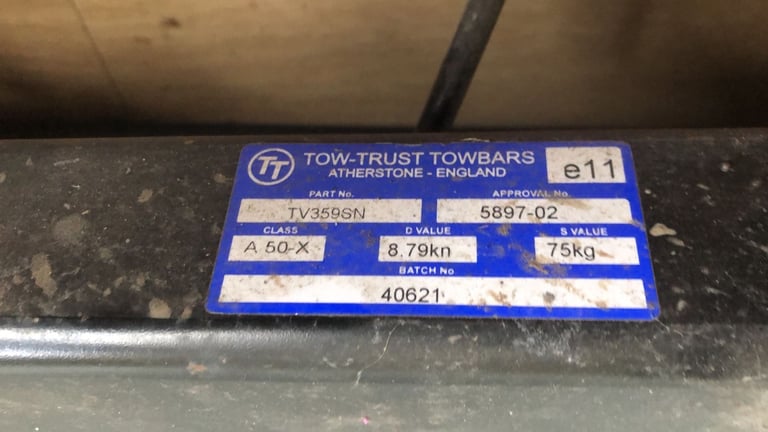 TT TOW-TRUST TOWBARS e11
ATHERSTONE - ENGLAND
PART No. APPROVAL No.
TV359SN 5897-02
CLASS D VALUE S VALUE
A 50-X 8.79kn 75kg
BATCH No
40621